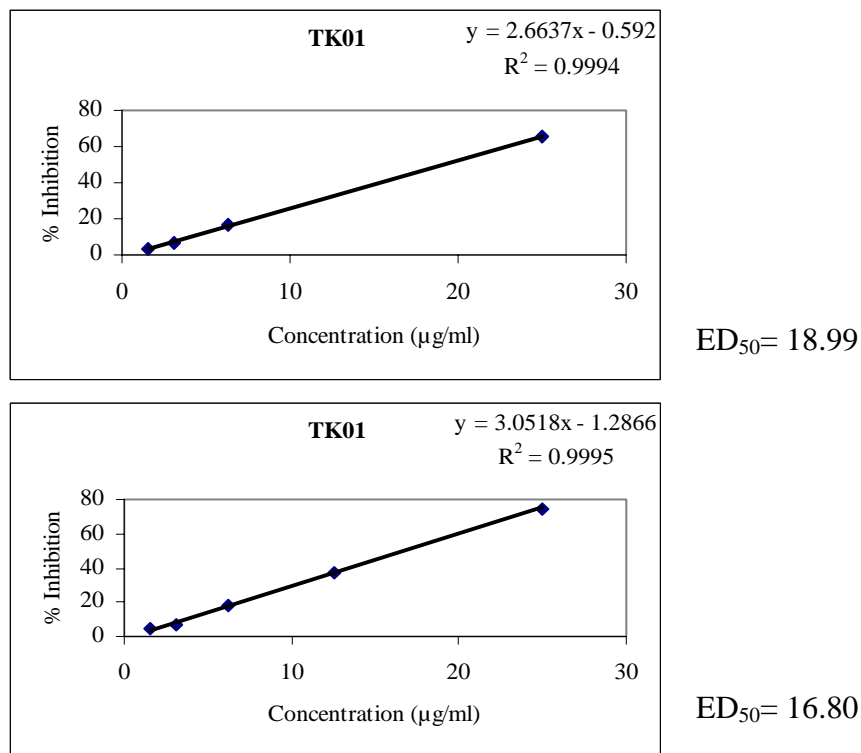 TK01
y = 2.6637x - 0.592
R² = 0.9994
80
60
40
20
0
% Inhibition
0 10 20 30
Concentration (µg/ml)
ED₅₀= 18.99
TK01
y = 3.0518x - 1.2866
R² = 0.9995
80
60
40
20
0
% Inhibition
0 10 20 30
Concentration (µg/ml)
ED₅₀= 16.80